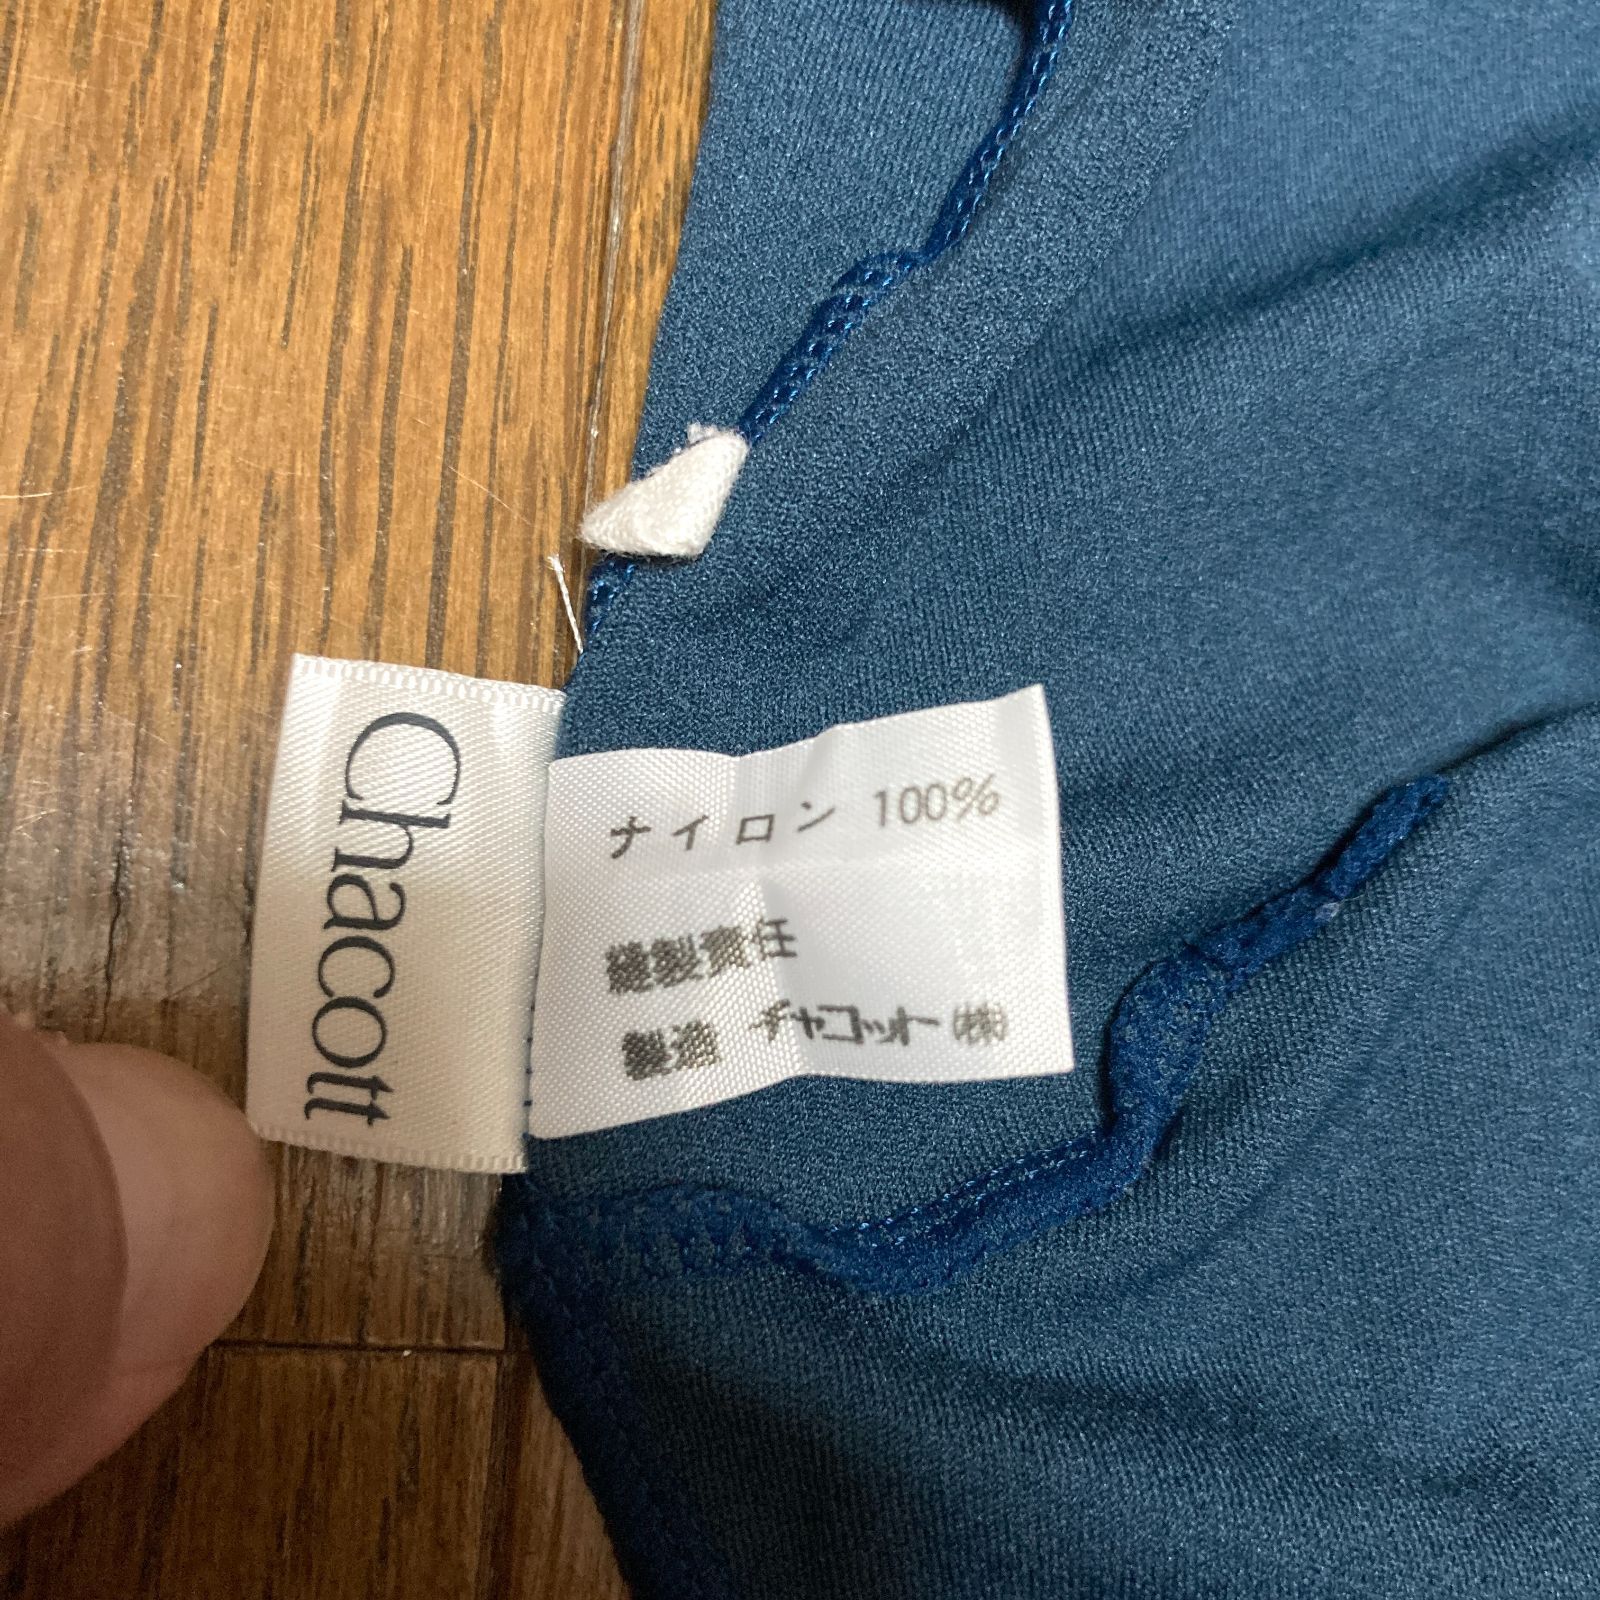 Chacott
ナイロン 100%
縫製責任
製造 チャコット(株)